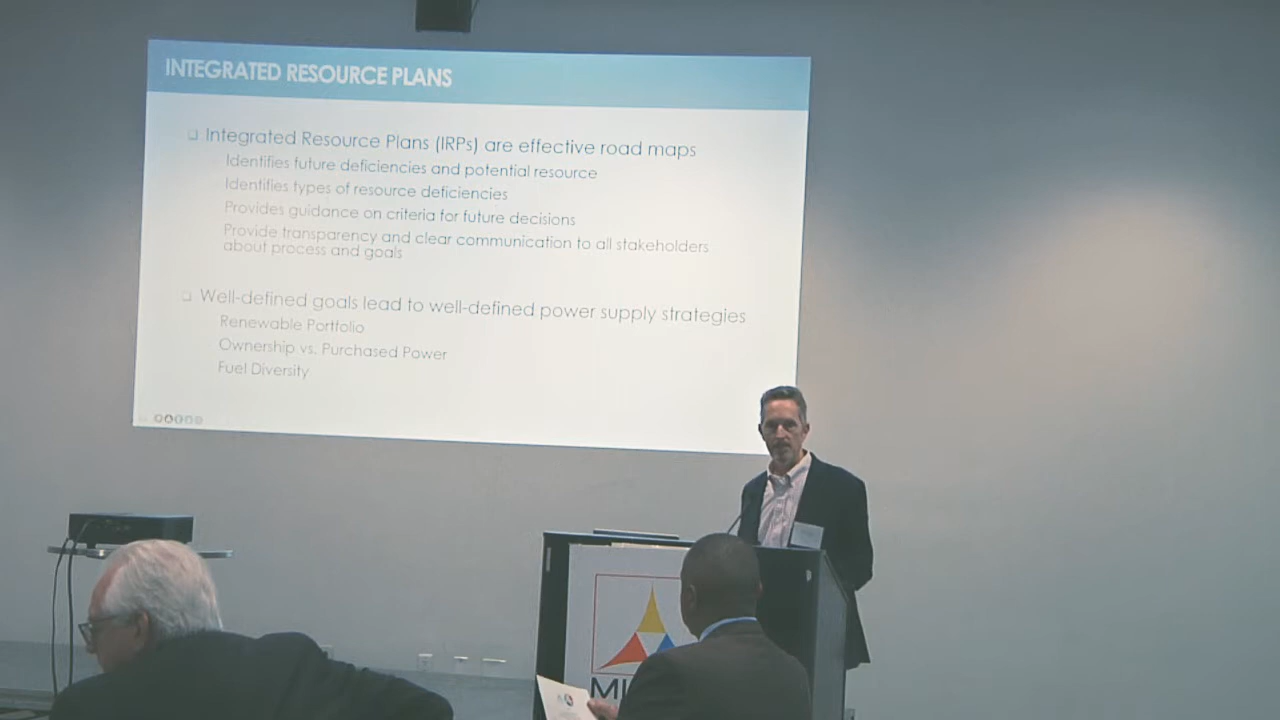 INTEGRATED RESOURCE PLANS
Integrated Resource Plans (IRPs) are effective road maps
Identifies future deficiencies and potential resource
Identifies types of resource deficiencies
Provides guidance on criteria for future decisions
Provide transparency and clear communication to all stakeholders
about process and goals
Well-defined goals lead to well-defined power supply strategies
Renewable Portfolio
Ownership vs. Purchased Power
Fuel Diversity